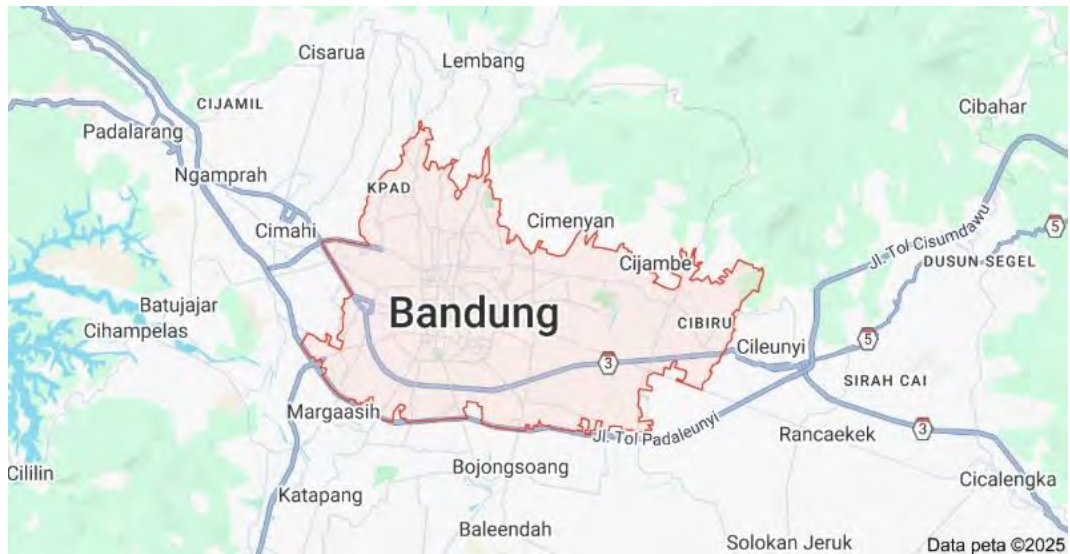 Cisarua
Lembang
CIJAMIL
Cibahar
Padalarang
Ngamprah
KPAD
Cimahi
Cimenyan
Jl. Tol Cisumdawu
5
Cijambe
DUSUN SEGEL
Batujajar
Cihampelas
Bandung
CIBIRU
Cileunyi
5
3
SIRAH CAI
Margaasih
Jl. Tol Padaleunyi
Rancaekek
3
Cililin
Bojongsoang
Katapang
Cicalengka
Baleendah
Solokan Jeruk
Data peta ©2025